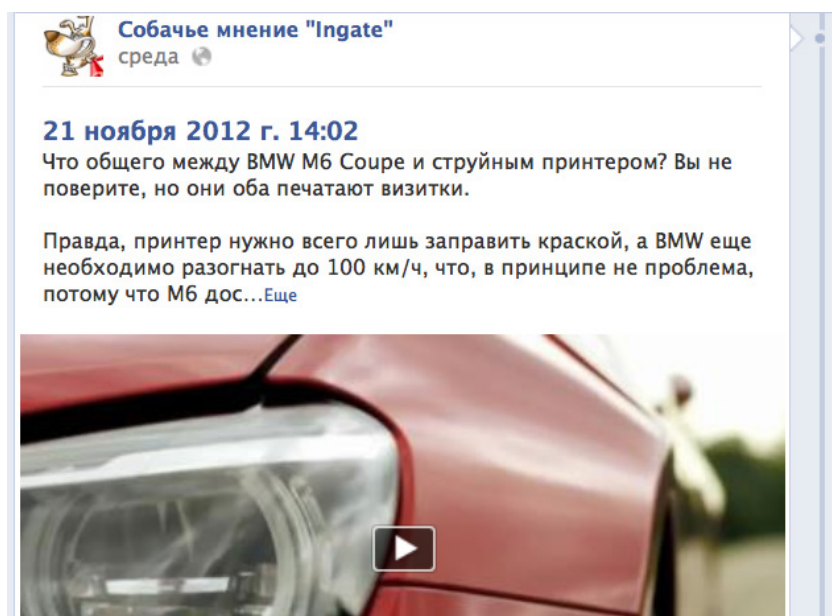 Собачье мнение "Ingate"
среда
21 ноября 2012 г. 14:02
Что общего между BMW M6 Coupe и струйным принтером? Вы не
поверите, но они оба печатают визитки.
Правда, принтер нужно всего лишь заправить краской, а BMW еще
необходимо разогнать до 100 км/ч, что, в принципе не проблема,
потому что М6 дос...Еще